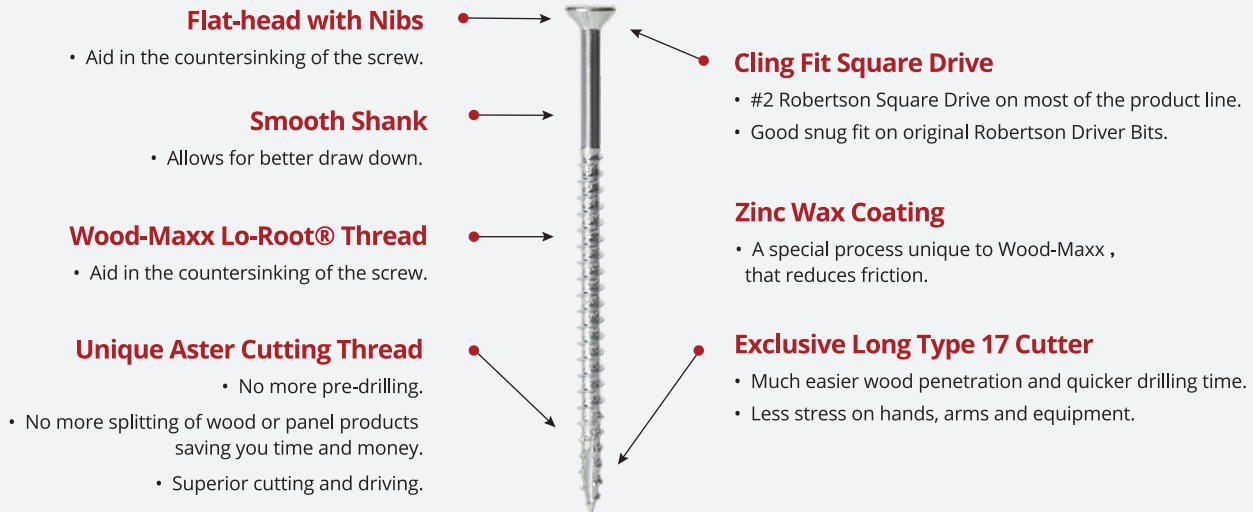 Flat-head with Nibs
• Aid in the countersinking of the screw.
Smooth Shank
• Allows for better draw down.
Wood-Maxx Lo-Root® Thread
• Aid in the countersinking of the screw.
Unique Aster Cutting Thread
• No more pre-drilling.
• No more splitting of wood or panel products
saving you time and money.
• Superior cutting and driving.
Cling Fit Square Drive
• #2 Robertson Square Drive on most of the product line.
• Good snug fit on original Robertson Driver Bits.
Zinc Wax Coating
• A special process unique to Wood-Maxx ,
that reduces friction.
Exclusive Long Type 17 Cutter
• Much easier wood penetration and quicker drilling time.
• Less stress on hands, arms and equipment.